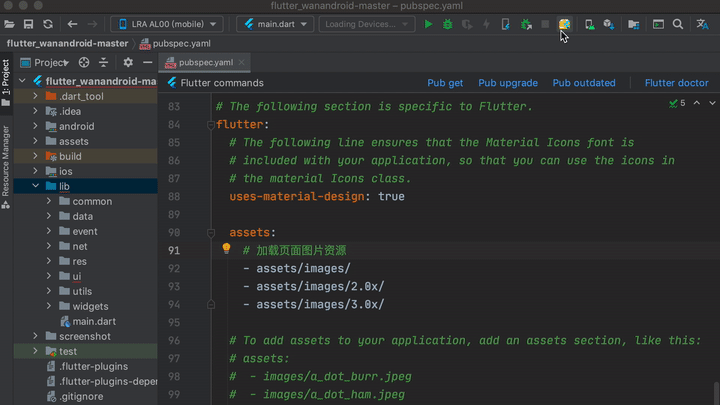 flutter_wanandroid-master – pubspec.yaml
LRA AL00 (mobile) main.dart Loading Devices...
flutter_wanandroid-master pubspec.yaml
Project pubspec.yaml
1: Project
Resource Manager
flutter_wanandroid-mas
.dart_tool
.idea
android
assets
build
ios
lib
common
data
event
net
res
ui
utils
widgets
main.dart
screenshot
test
.flutter-plugins
.flutter-plugins-depe
.gitignore
Flutter commands Pub get Pub upgrade Pub outdated Flutter doctor
5
83 # The following section is specific to Flutter.
84 flutter:
85 # The following line ensures that the Material Icons font is
86 # included with your application, so that you can use the icons in
87 # the material Icons class.
88 uses-material-design: true
89
90 assets:
91 # 加载页面图片资源
92 - assets/images/
93 - assets/images/2.0x/
94 - assets/images/3.0x/
95
96 # To add assets to your application, add an assets section, like this:
97 # assets:
98 # - images/a_dot_burr.jpeg
99 # - images/a_dot_ham.jpeg